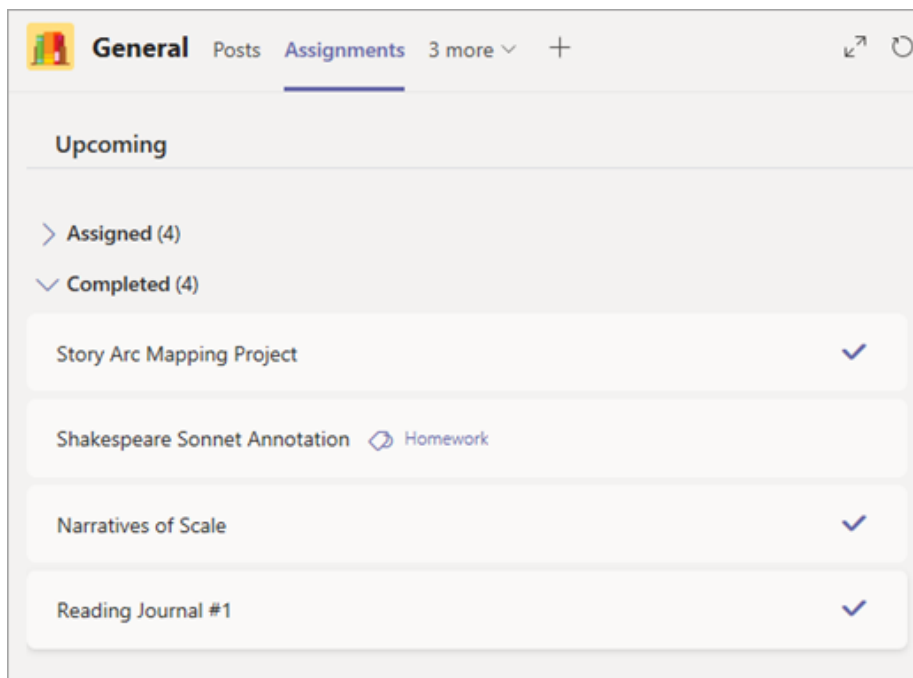 General Posts Assignments 3 more
Upcoming
Assigned (4)
Completed (4)
Story Arc Mapping Project
Shakespeare Sonnet Annotation Homework
Narratives of Scale
Reading Journal #1